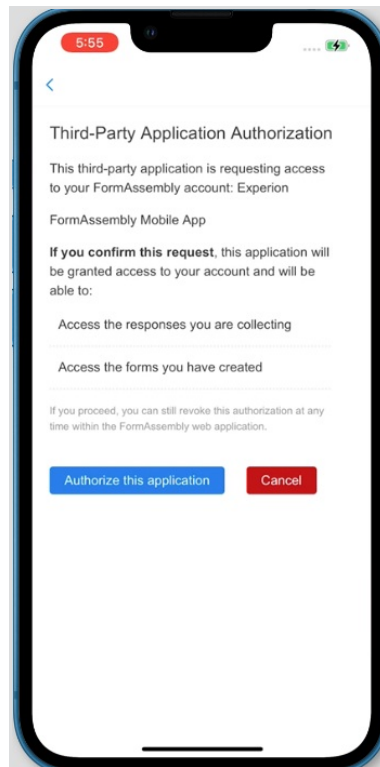 5:55
Third-Party Application Authorization
This third-party application is requesting access
to your FormAssembly account: Experion
FormAssembly Mobile App
If you confirm this request, this application will
be granted access to your account and will be
able to:
Access the responses you are collecting
Access the forms you have created
If you proceed, you can still revoke this authorization at any
time within the FormAssembly web application.
Authorize this application
Cancel